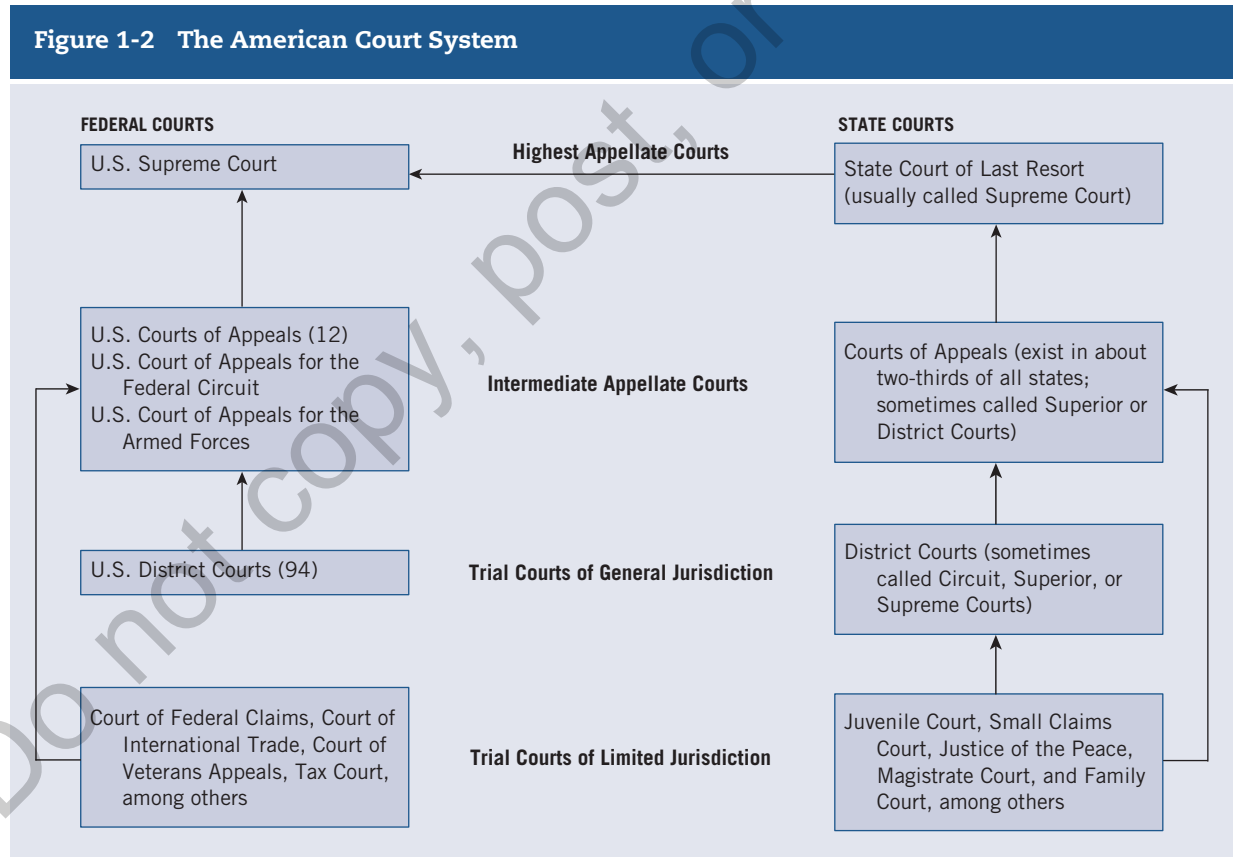 Figure 1-2 The American Court System
FEDERAL COURTS
U.S. Supreme Court
Highest Appellate Courts
STATE COURTS
State Court of Last Resort
(usually called Supreme Court)
U.S. Courts of Appeals (12)
U.S. Court of Appeals for the
Federal Circuit
U.S. Court of Appeals for the
Armed Forces
Intermediate Appellate Courts
Courts of Appeals (exist in about
two-thirds of all states;
sometimes called Superior or
District Courts)
U.S. District Courts (94)
Trial Courts of General Jurisdiction
District Courts (sometimes
called Circuit, Superior, or
Supreme Courts)
Court of Federal Claims, Court of
International Trade, Court of
Veterans Appeals, Tax Court,
among others
Trial Courts of Limited Jurisdiction
Juvenile Court, Small Claims
Court, Justice of the Peace,
Magistrate Court, and Family
Court, among others
Do not copy, post, or